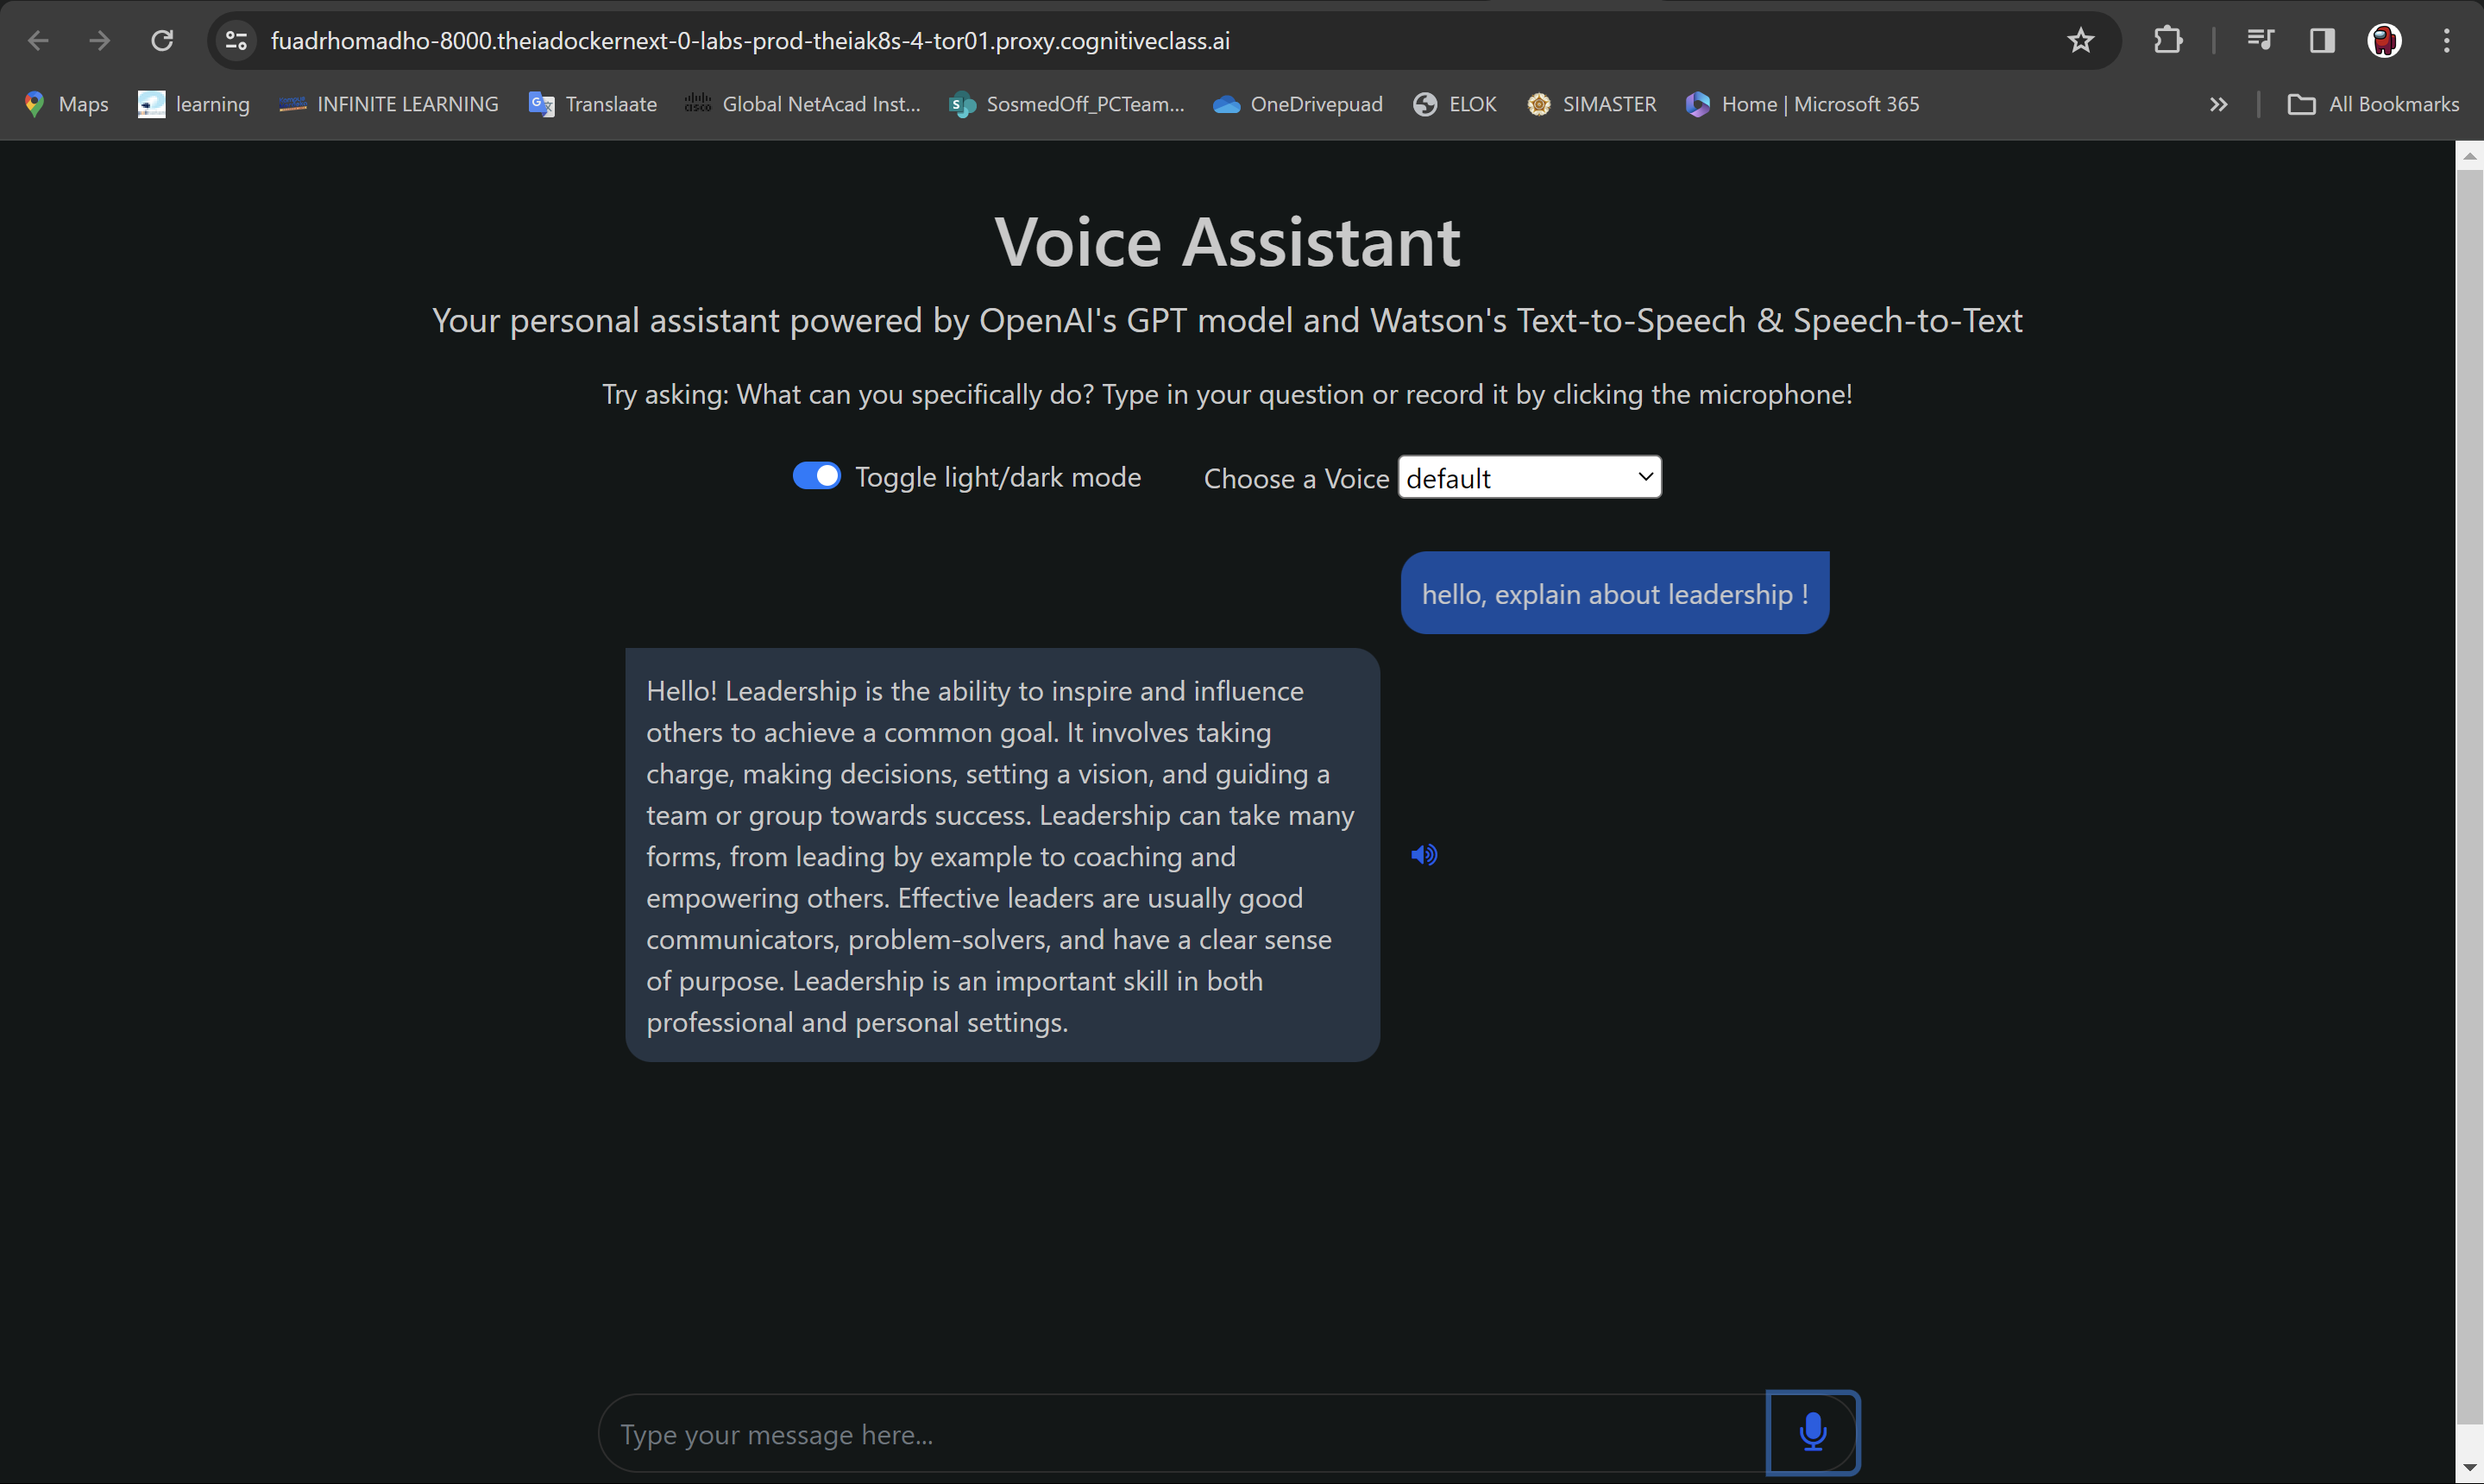 fuadrhomadho-8000.theiadockernext-0-labs-prod-theiak8s-4-tor01.proxy.cognitiveclass.ai
Maps learning INFINITE LEARNING Translaate Global NetAcad Inst... SosmedOff_PCTeam... OneDrivepuad ELOK SIMASTER Home | Microsoft 365 All Bookmarks
Voice Assistant
Your personal assistant powered by OpenAI's GPT model and Watson's Text-to-Speech & Speech-to-Text
Try asking: What can you specifically do? Type in your question or record it by clicking the microphone!
Toggle light/dark mode Choose a Voice default
hello, explain about leadership !
Hello! Leadership is the ability to inspire and influence
others to achieve a common goal. It involves taking
charge, making decisions, setting a vision, and guiding a
team or group towards success. Leadership can take many
forms, from leading by example to coaching and
empowering others. Effective leaders are usually good
communicators, problem-solvers, and have a clear sense
of purpose. Leadership is an important skill in both
professional and personal settings.
Type your message here...